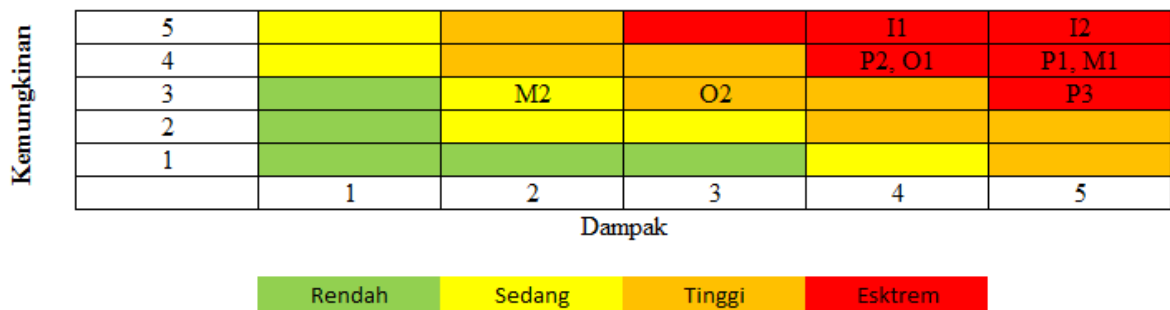 Kemungkinan
5 I1 I2
4 P2, O1 P1, M1
3 M2 O2 P3
2
1
1 2 3 4 5
Dampak
Rendah Sedang Tinggi Esktrem